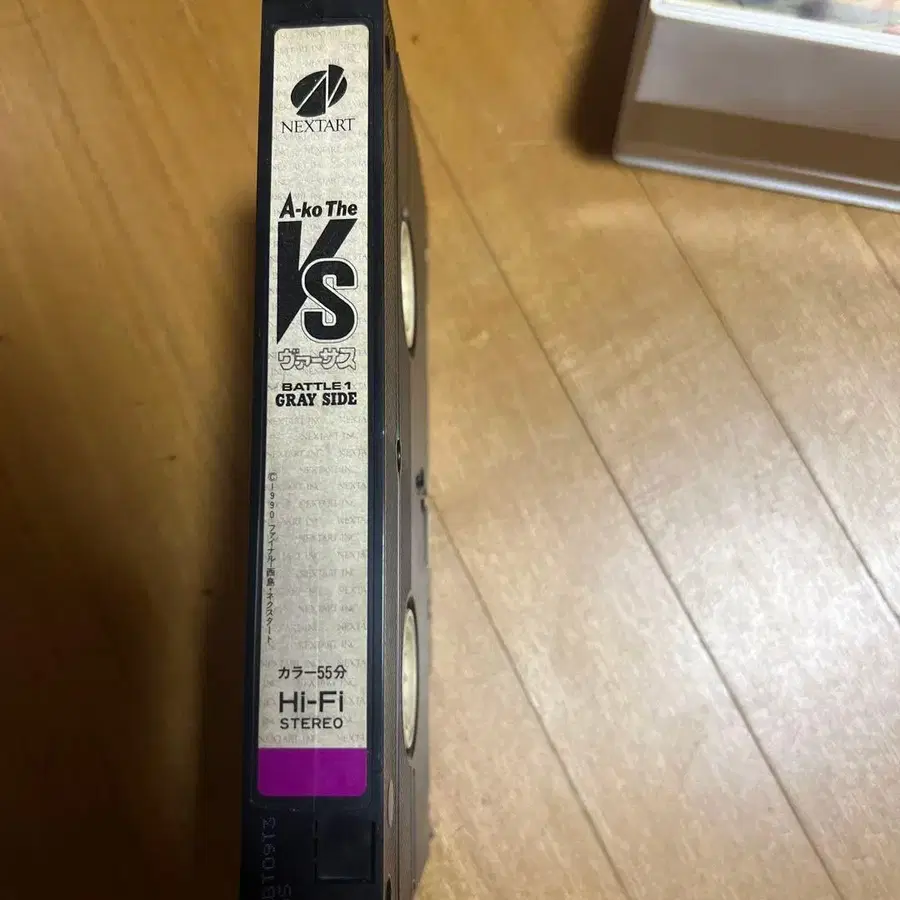 NEXTART
A-ko The
VS
ヴァーサス
BATTLE 1
GRAY SIDE
©1990 ファイナル・西島・ネクスタート
カラー55分
Hi-Fi
STEREO